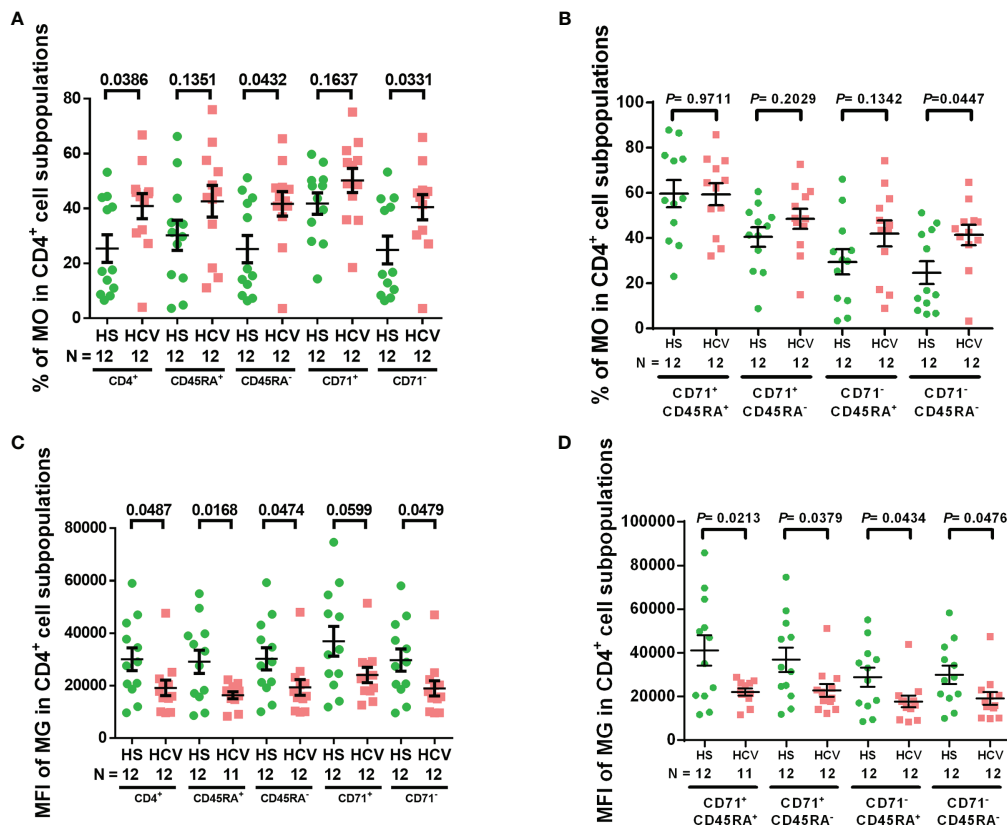 A
% of MO in CD4+ cell subpopulations
0.0386 0.1351 0.0432 0.1637 0.0331
80
60
40
20
0
HS HCV HS HCV HS HCV HS HCV HS HCV
N = 12 12 12 12 12 12 12 12 12 12
CD4+ CD45RA+ CD45RA- CD71+ CD71-
B
% of MO in CD4+ cell subpopulations
P= 0.9711 P= 0.2029 P= 0.1342 P=0.0447
100
80
60
40
20
0
HS HCV HS HCV HS HCV HS HCV
N = 12 12 12 12 12 12 12 12
CD71+ CD71+ CD71- CD71-
CD45RA+ CD45RA- CD45RA+ CD45RA-
C
MFI of MG in CD4+ cell subpopulations
0.0487 0.0168 0.0474 0.0599 0.0479
80000
60000
40000
20000
0
HS HCV HS HCV HS HCV HS HCV HS HCV
N = 12 12 12 11 12 12 12 12 12 12
CD4+ CD45RA+ CD45RA- CD71+ CD71-
D
MFI of MG in CD4+ cell subpopulations
P= 0.0213 P= 0.0379 P= 0.0434 P= 0.0476
100000
80000
60000
40000
20000
0
HS HCV HS HCV HS HCV HS HCV
N = 12 11 12 12 12 12 12 12
CD71+ CD71+ CD71- CD71-
CD45RA+ CD45RA- CD45RA+ CD45RA-